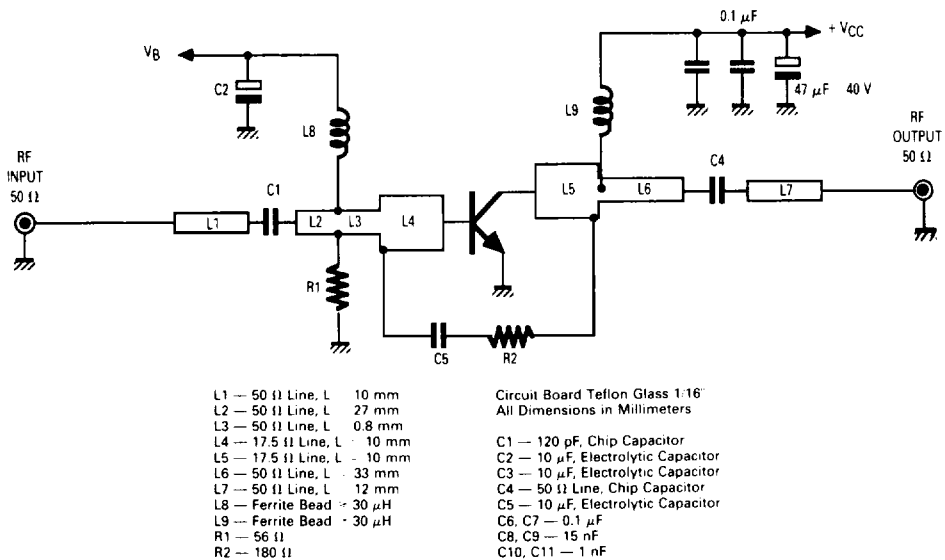 0.1 µF
+ VCC
VB
C2
L8
L9
47 µF 40 V
RF
INPUT
50 Ω
RF
OUTPUT
50 Ω
C1
C4
L1
L2
L3
L4
L5
L6
L7
R1
C5
R2
L1 — 50 Ω Line, L 10 mm
L2 — 50 Ω Line, L 27 mm
L3 — 50 Ω Line, L 0.8 mm
L4 — 17.5 Ω Line, L - 10 mm
L5 — 17.5 Ω Line, L - 10 mm
L6 — 50 Ω Line, L - 33 mm
L7 — 50 Ω Line, L 12 mm
L8 — Ferrite Bead - 30 µH
L9 — Ferrite Bead - 30 µH
R1 — 56 Ω
R2 — 180 Ω
Circuit Board Teflon Glass 1/16"
All Dimensions in Millimeters
C1 — 120 pF, Chip Capacitor
C2 — 10 µF, Electrolytic Capacitor
C3 — 10 µF, Electrolytic Capacitor
C4 — 50 Ω Line, Chip Capacitor
C5 — 10 µF, Electrolytic Capacitor
C6, C7 — 0.1 µF
C8, C9 — 15 nF
C10, C11 — 1 nF